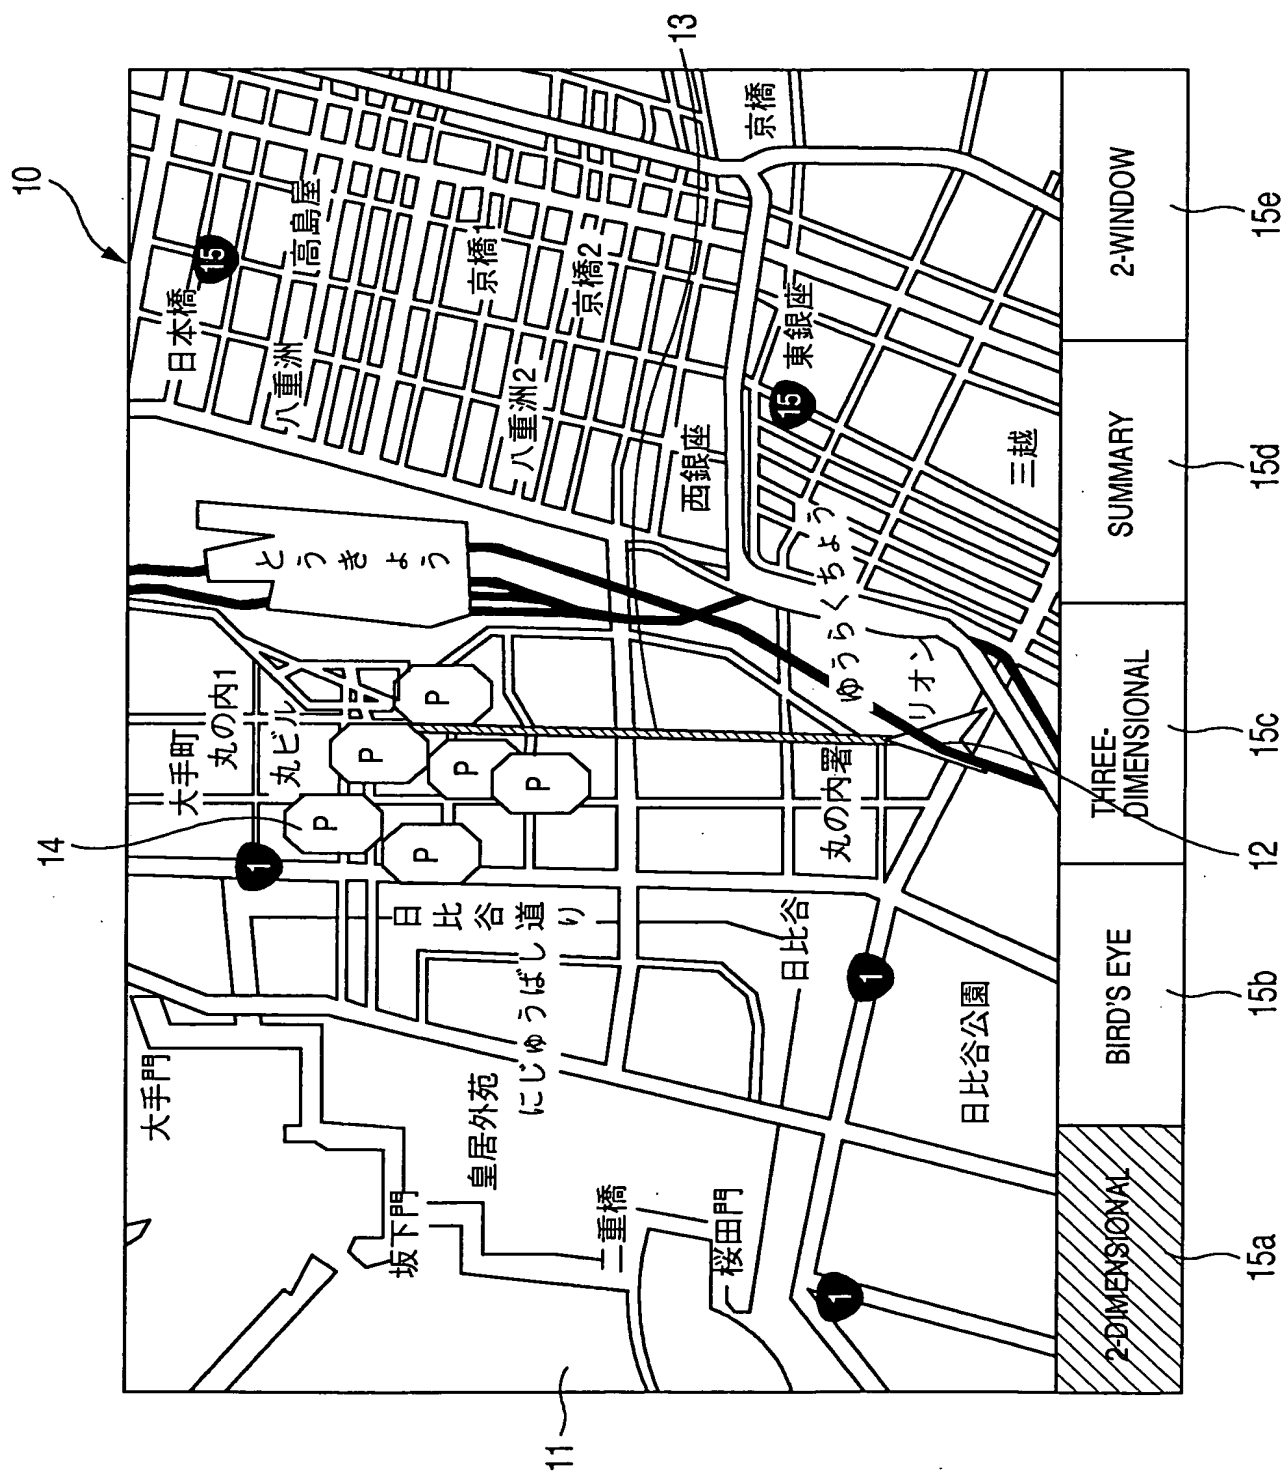 10
14
大手門
大手町
日本橋
15
丸の内1
1
丸ビル
八重洲
高島屋
P
P
とうきょう
坂下門
日比谷道り
P
P
P
P
皇居外苑
京橋1
八重洲2
にじゅうばし
京橋2
11
二重橋
13
西銀座
桜田門
京橋
日比谷
東銀座
15
ゆうらくちょう
丸の内署
1
1
リオン
日比谷公園
三越
2-DIMENSIONAL
BIRD'S EYE
THREE-
DIMENSIONAL
SUMMARY
2-WINDOW
15a
15b
12
15c
15d
15e